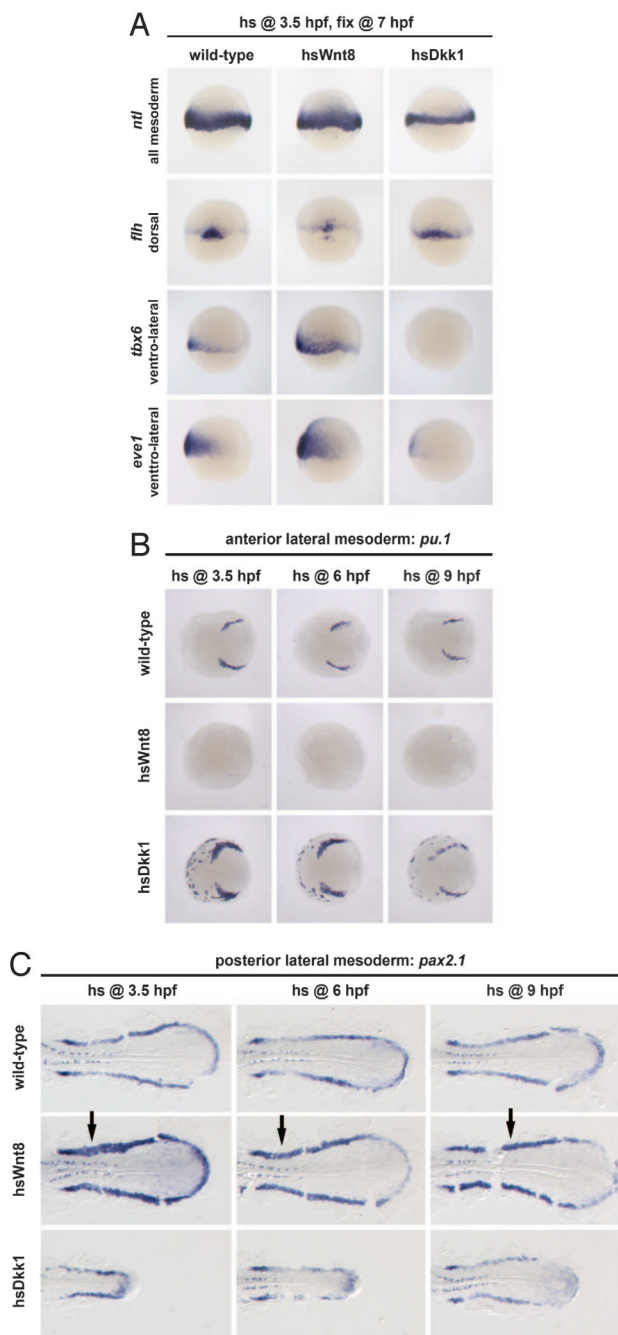 A
hs @ 3.5 hpf, fix @ 7 hpf
wild-type hsWnt8 hsDkk1
ntl
all mesoderm
flh
dorsal
tbx6
ventro-lateral
eve1
venttro-lateral
B
anterior lateral mesoderm: pu.1
hs @ 3.5 hpf hs @ 6 hpf hs @ 9 hpf
wild-type
hsWnt8
hsDkk1
C
posterior lateral mesoderm: pax2.1
hs @ 3.5 hpf hs @ 6 hpf hs @ 9 hpf
wild-type
hsWnt8
hsDkk1